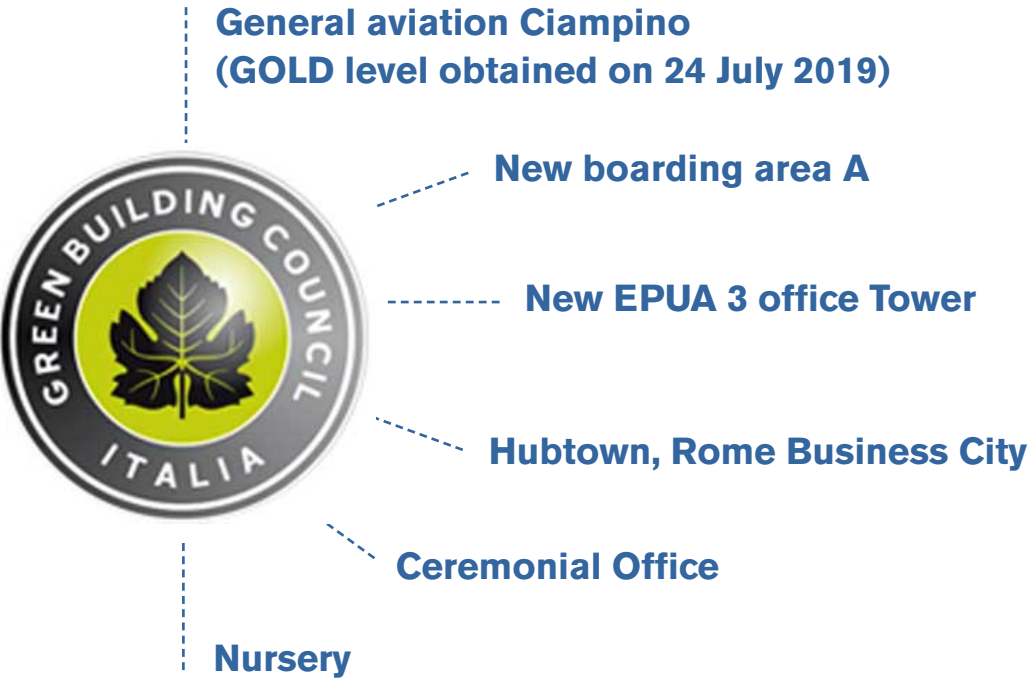 General aviation Ciampino
(GOLD level obtained on 24 July 2019)
New boarding area A
GREEN BUILDING COUNCIL
ITALIA
New EPUA 3 office Tower
Hubtown, Rome Business City
Ceremonial Office
Nursery